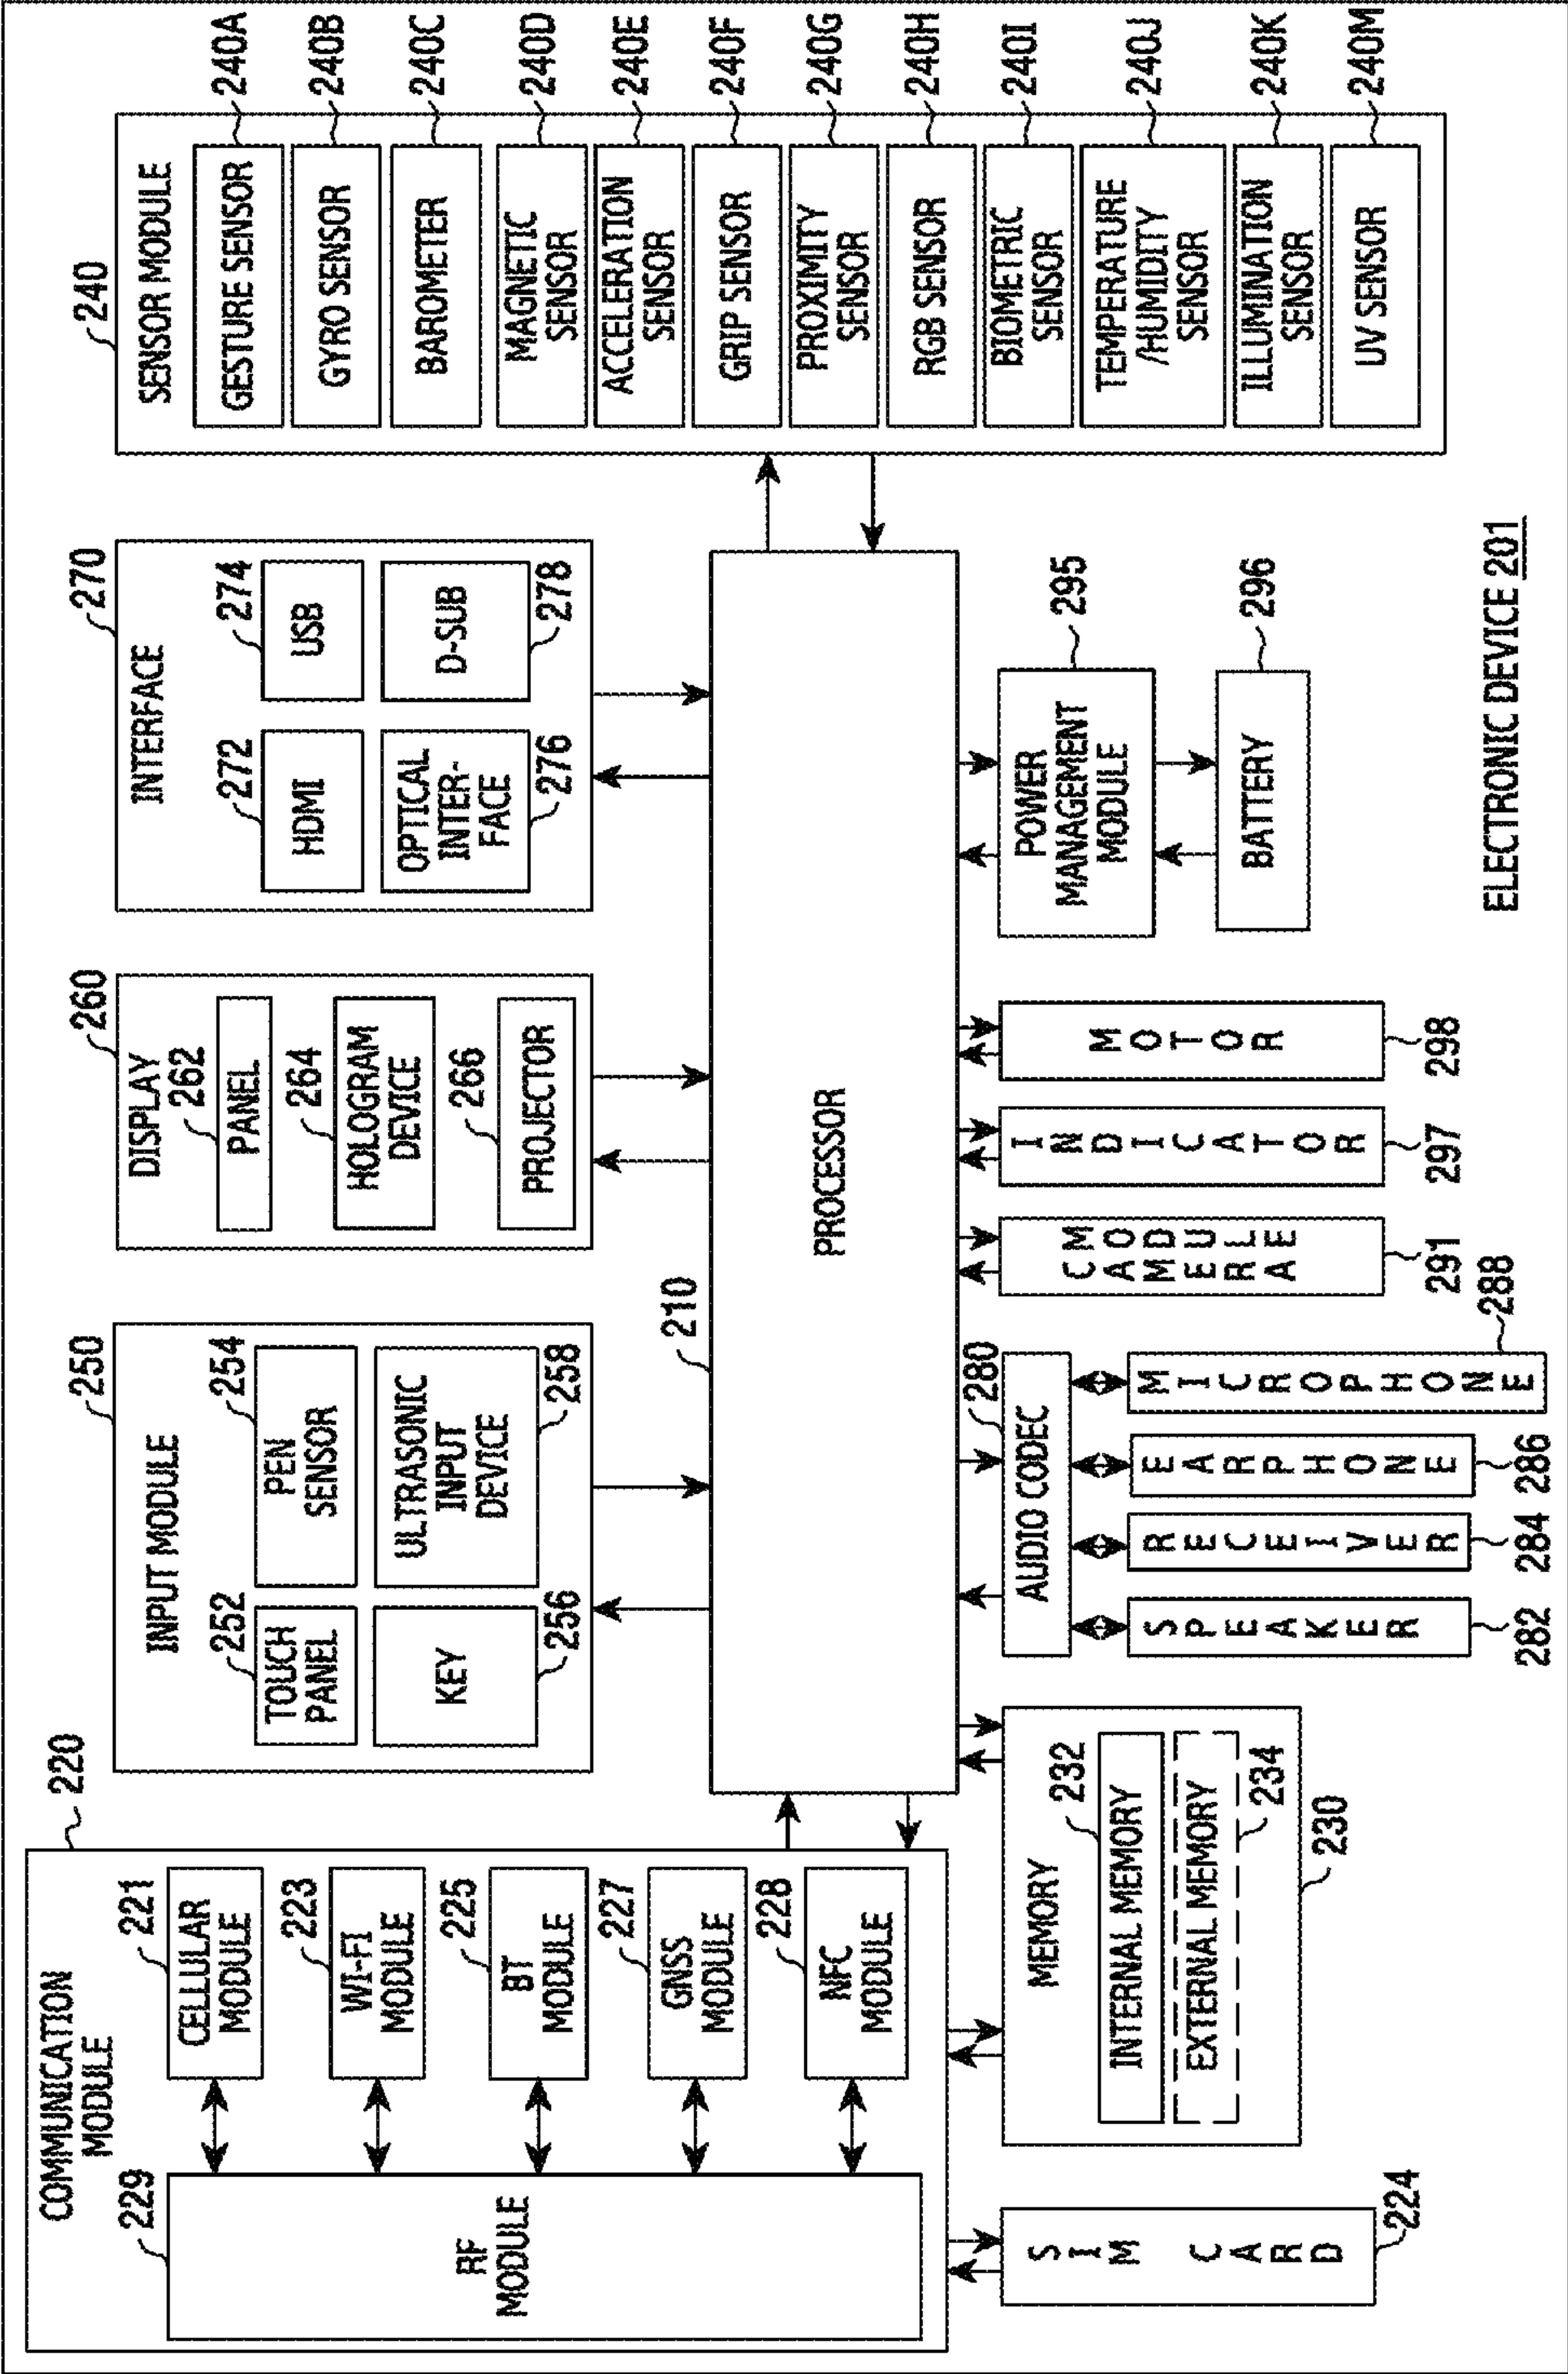 COMMUNICATION
MODULE
220
229
RF
MODULE
221
CELLULAR
MODULE
223
WI-FI
MODULE
225
BT
MODULE
227
GNSS
MODULE
228
NFC
MODULE
250
INPUT MODULE
252
TOUCH
PANEL
254
PEN
SENSOR
KEY
256
ULTRASONIC
INPUT
DEVICE
258
260
DISPLAY
262
PANEL
264
HOLOGRAM
DEVICE
266
PROJECTOR
270
INTERFACE
272
HDMI
274
USB
OPTICAL
INTER-
FACE
276
D-SUB
278
240
SENSOR MODULE
GESTURE SENSOR
240A
GYRO SENSOR
240B
BAROMETER
240C
MAGNETIC
SENSOR
240D
ACCELERATION
SENSOR
240E
GRIP SENSOR
240F
PROXIMITY
SENSOR
240G
RGB SENSOR
240H
BIOMETRIC
SENSOR
240I
TEMPERATURE
/HUMIDITY
SENSOR
240J
ILLUMINATION
SENSOR
240K
UV SENSOR
240M
210
PROCESSOR
SIM CARD
224
MEMORY
232
INTERNAL MEMORY
EXTERNAL MEMORY
234
230
280
AUDIO CODEC
SPEAKER
282
RECEIVER
284
EARPHONE
286
MICROPHONE
288
CAMERA
MODULE
291
INDICATOR
297
MOTOR
298
POWER
MANAGEMENT
MODULE
295
BATTERY
296
ELECTRONIC DEVICE 201